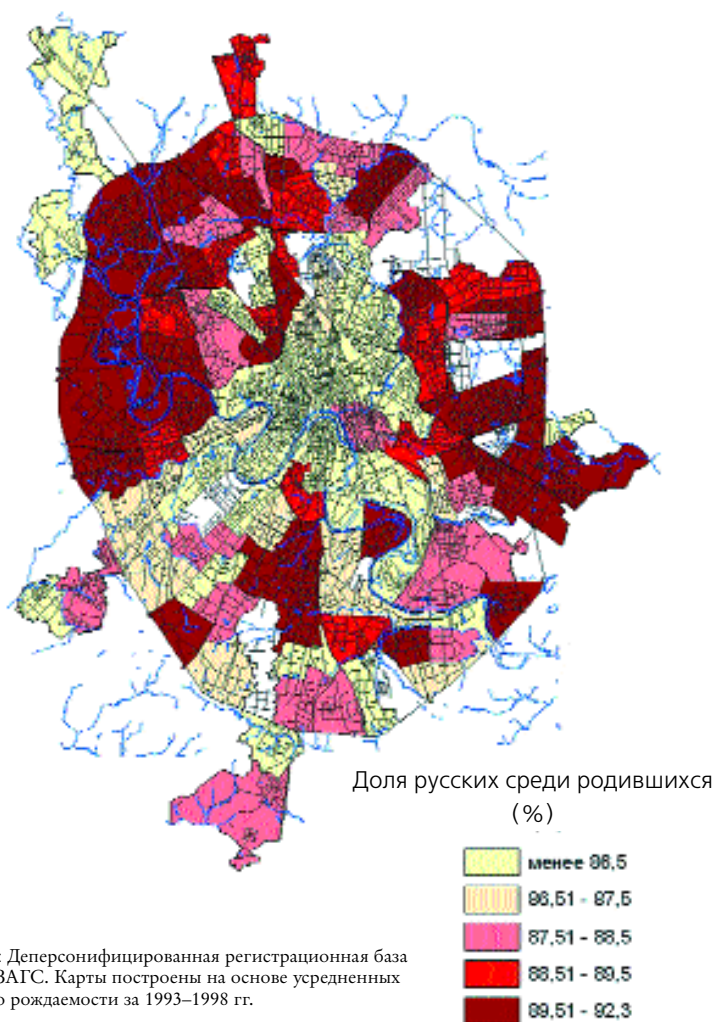 Доля русских среди родившихся
(%)
менее 86,5
86,51 - 87,5
87,51 - 88,5
88,51 - 89,5
89,51 - 92,3
: Деперсонифицированная регистрационная база
ЗАГС. Карты построены на основе усредненных
о рождаемости за 1993–1998 гг.